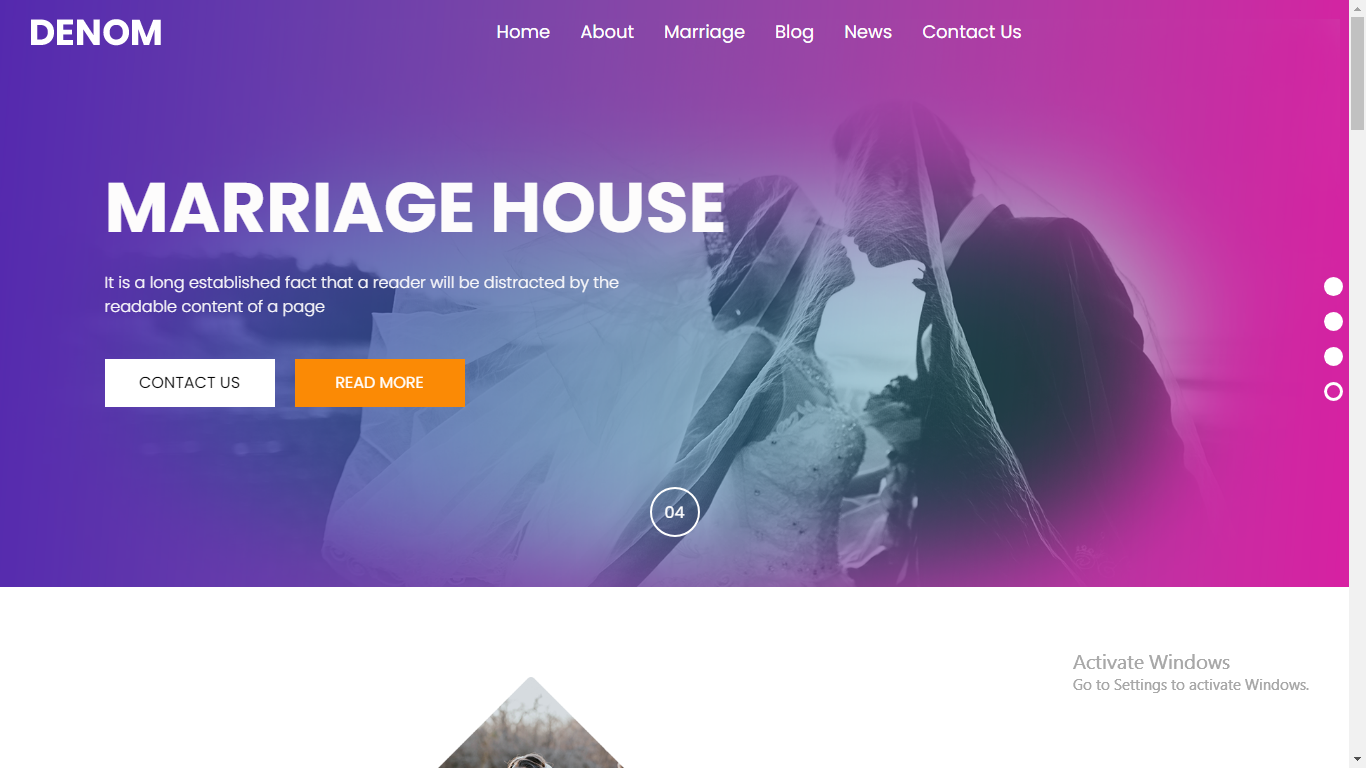 DENOM
Home
About
Marriage
Blog
News
Contact Us
MARRIAGE HOUSE
It is a long established fact that a reader will be distracted by the
readable content of a page
CONTACT US
READ MORE
04
Activate Windows
Go to Settings to activate Windows.